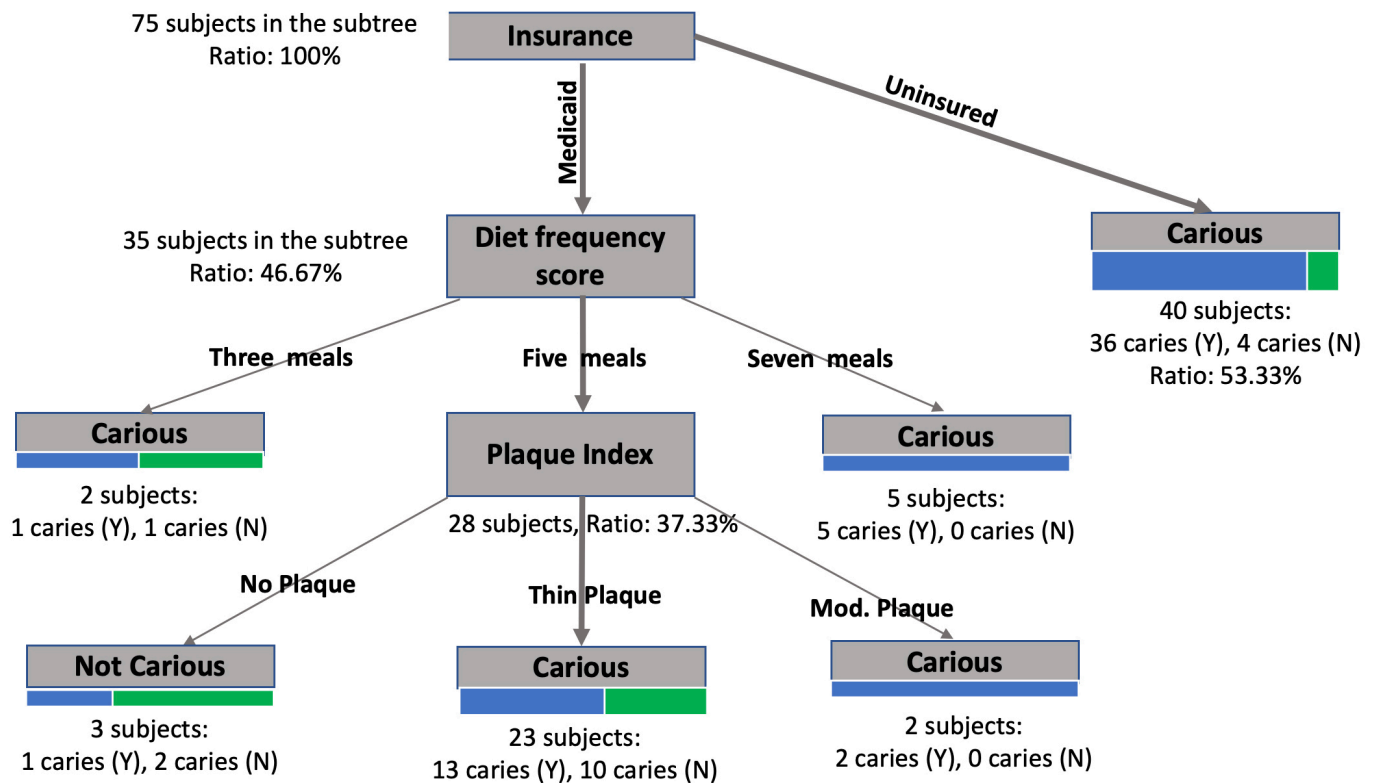 75 subjects in the subtree
Ratio: 100%
Insurance
Medicaid
Uninsured
35 subjects in the subtree
Ratio: 46.67%
Diet frequency
score
Carious
40 subjects:
36 caries (Y), 4 caries (N)
Ratio: 53.33%
Three meals
Five meals
Seven meals
Carious
2 subjects:
1 caries (Y), 1 caries (N)
Plaque Index
28 subjects, Ratio: 37.33%
Carious
5 subjects:
5 caries (Y), 0 caries (N)
No Plaque
Thin Plaque
Mod. Plaque
Not Carious
3 subjects:
1 caries (Y), 2 caries (N)
Carious
23 subjects:
13 caries (Y), 10 caries (N)
Carious
2 subjects:
2 caries (Y), 0 caries (N)